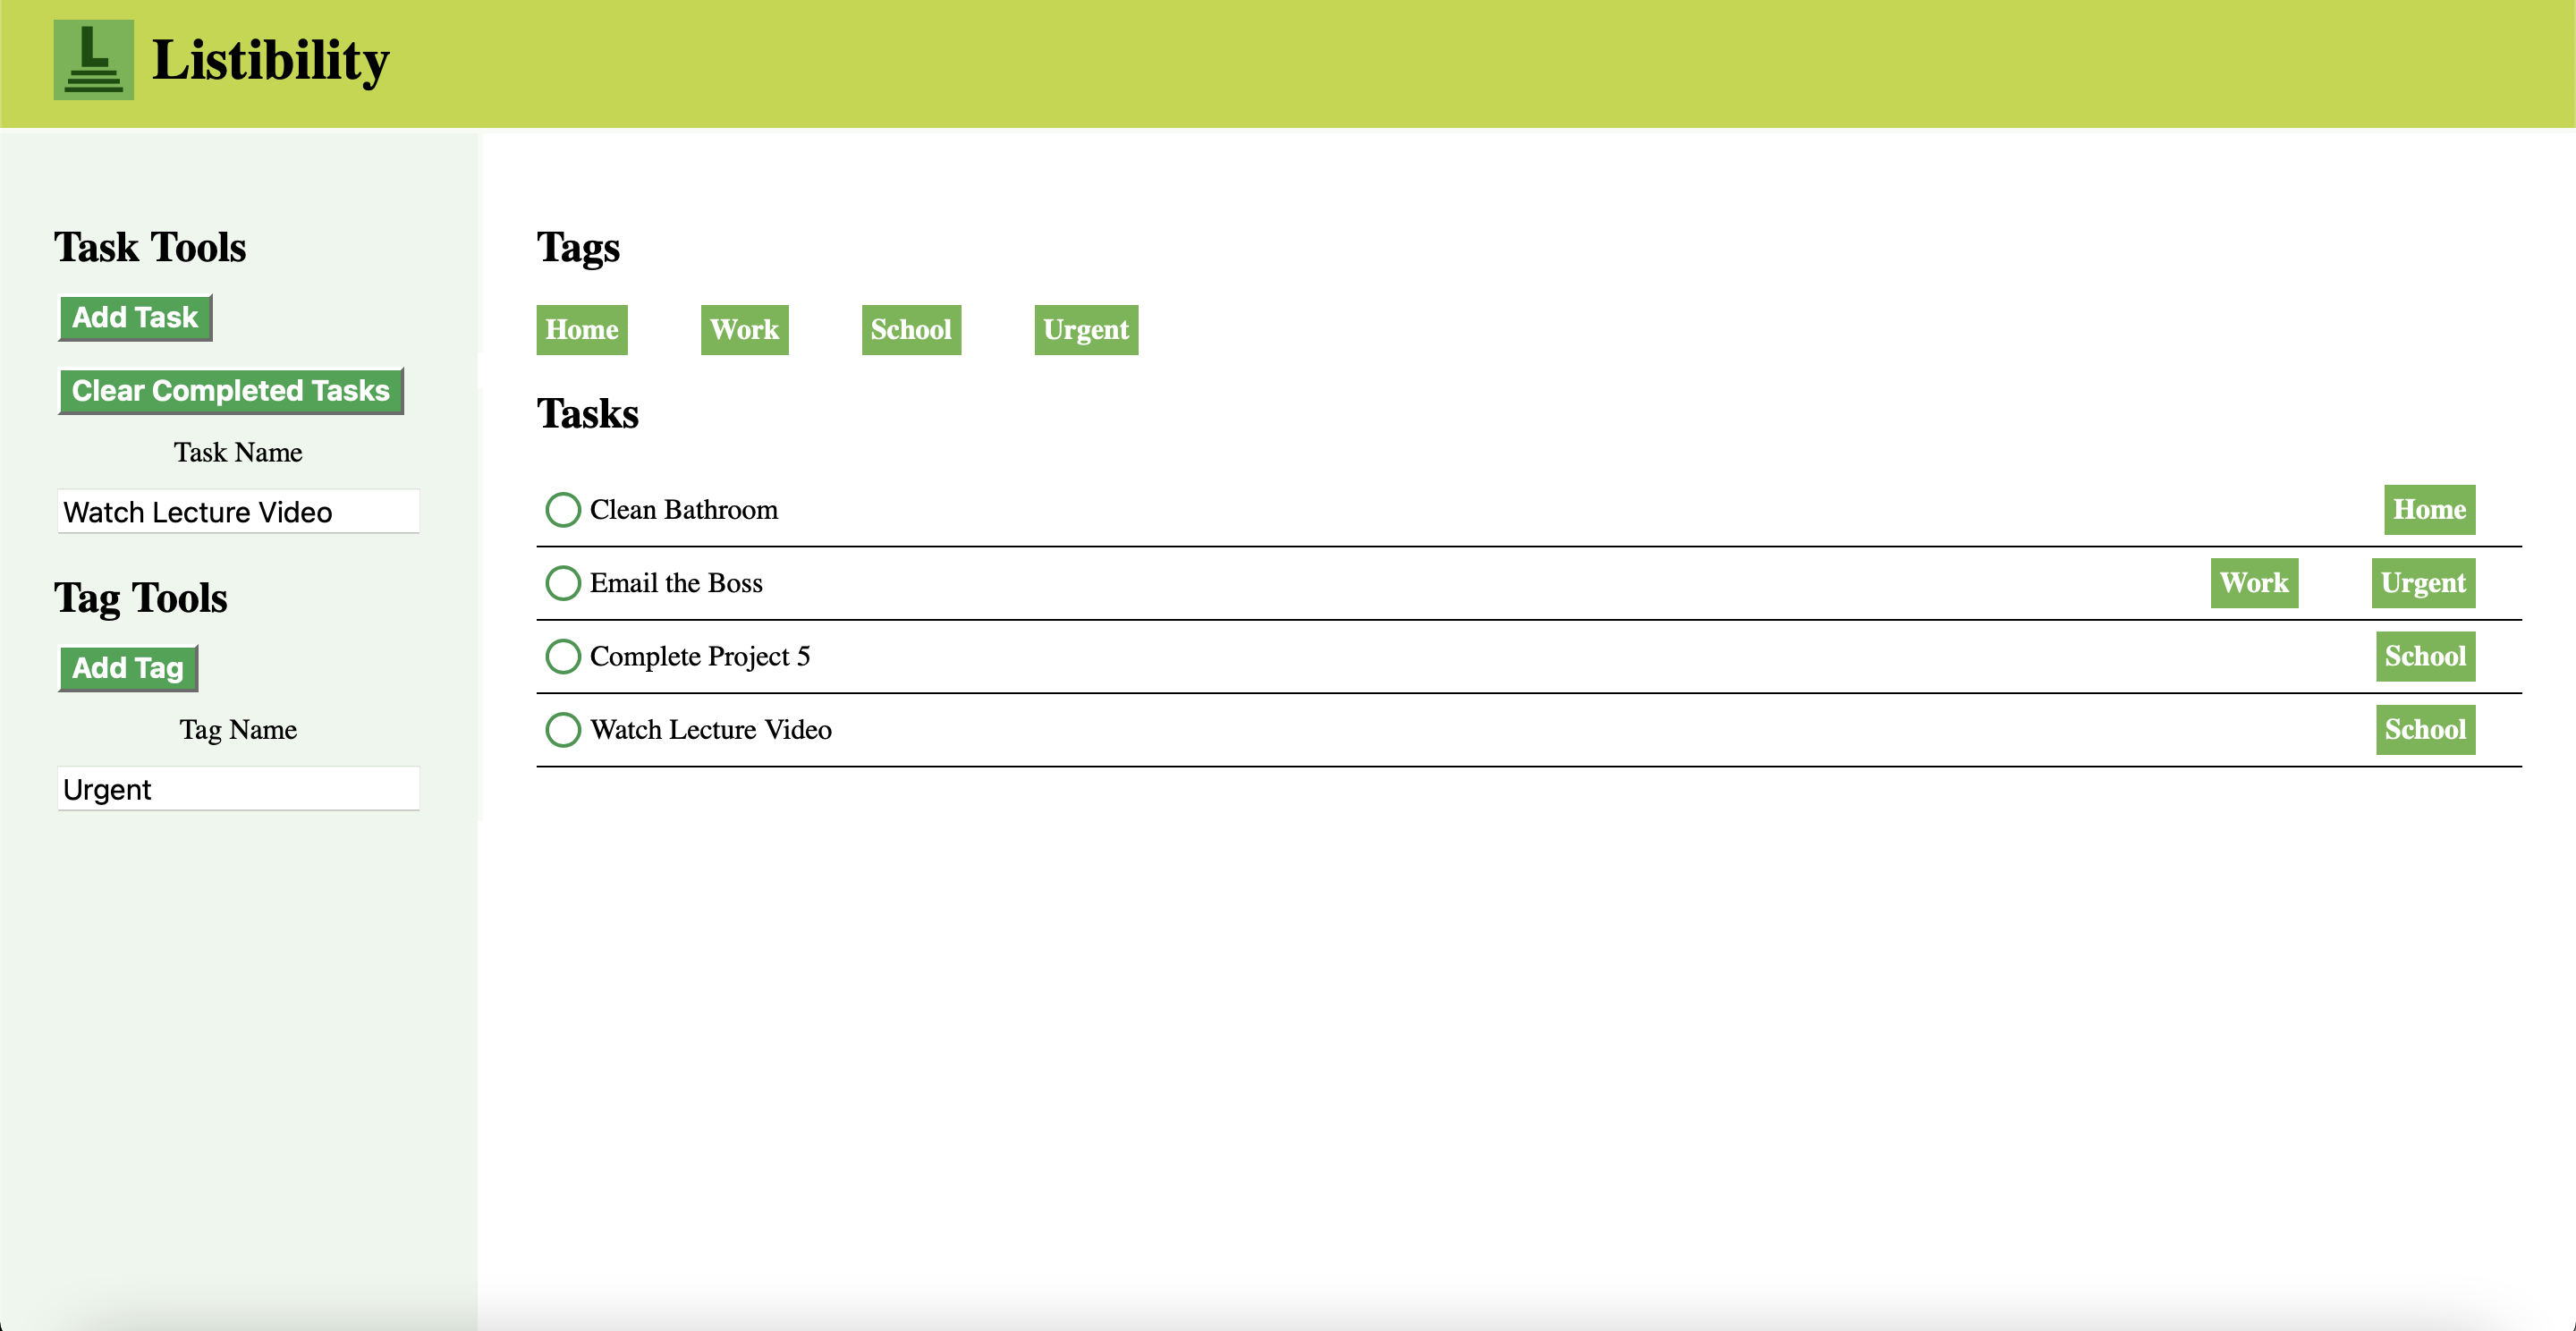 L
Listibility
Task Tools
Add Task
Clear Completed Tasks
Task Name
Watch Lecture Video
Tag Tools
Add Tag
Tag Name
Urgent
Tags
Home Work School Urgent
Tasks
Clean Bathroom Home
Email the Boss Work Urgent
Complete Project 5 School
Watch Lecture Video School